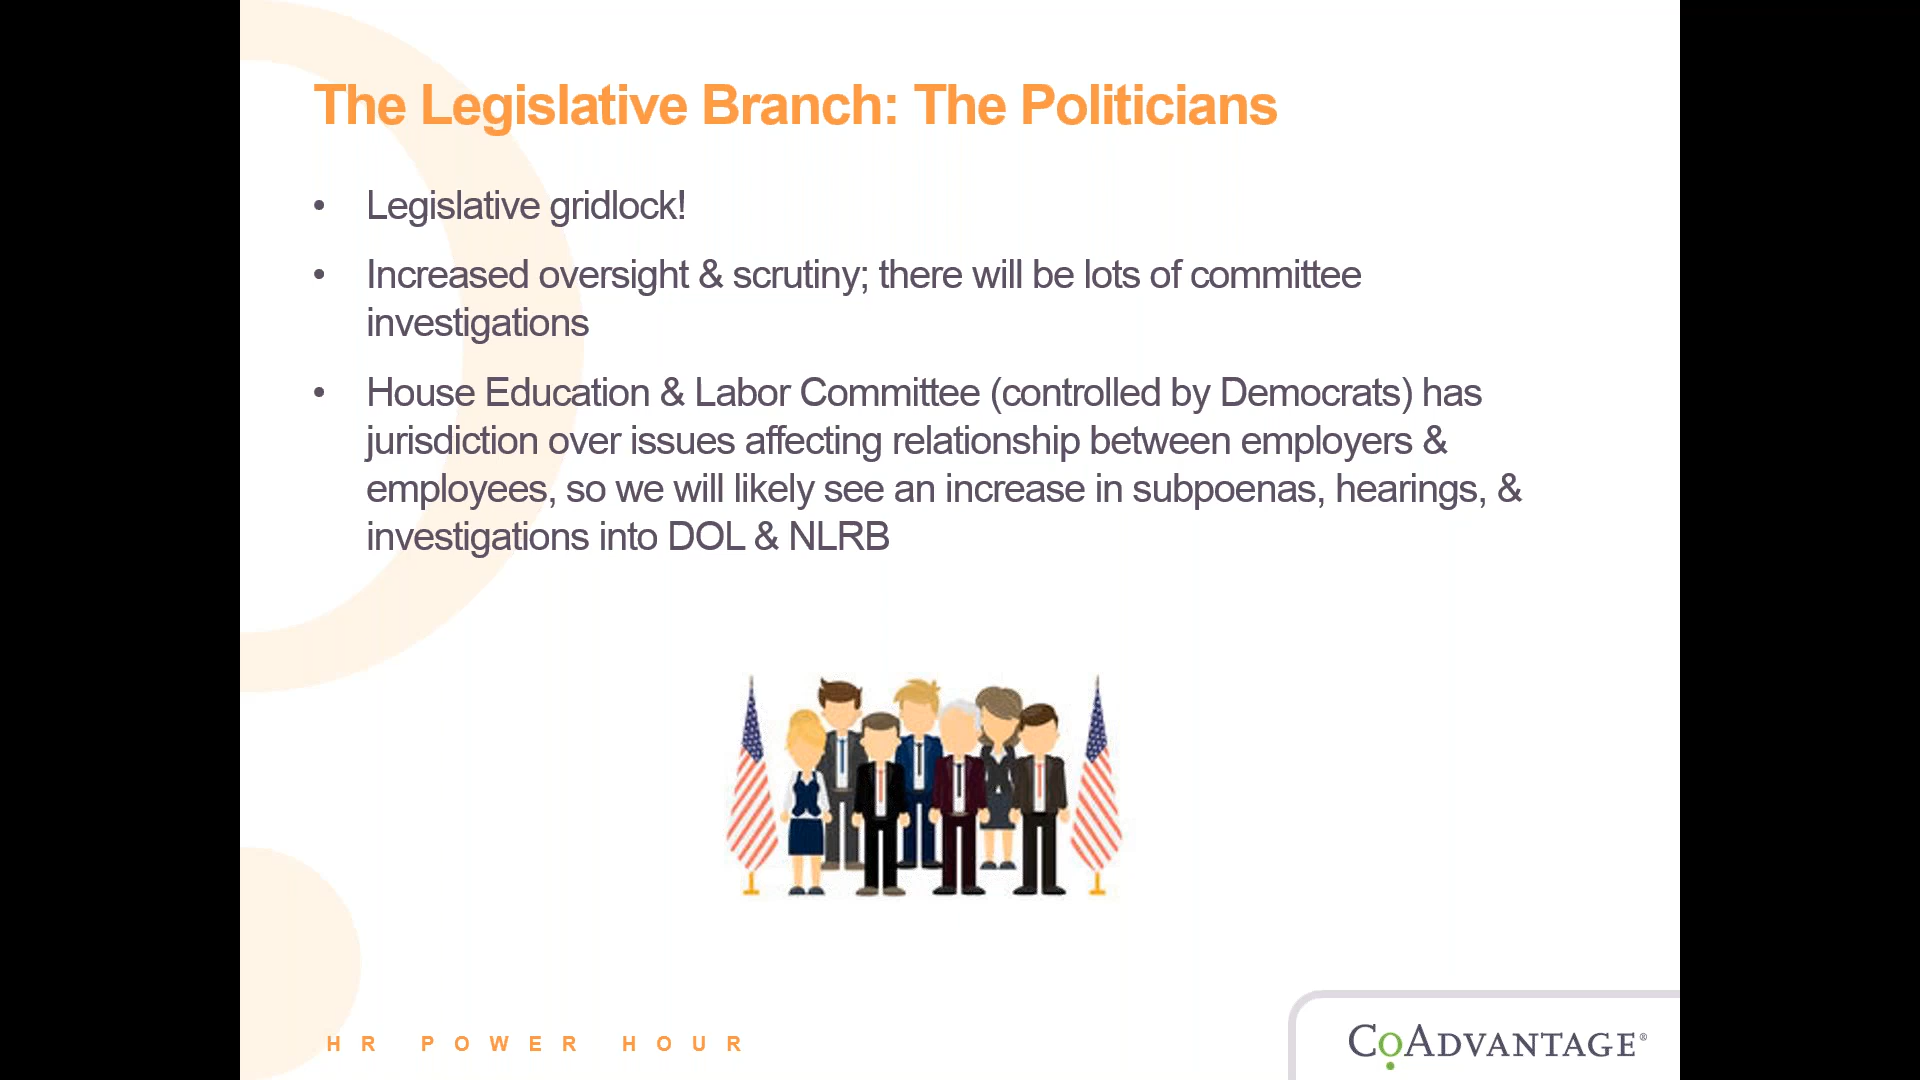 The Legislative Branch: The Politicians
• Legislative gridlock!
• Increased oversight & scrutiny; there will be lots of committee
investigations
• House Education & Labor Committee (controlled by Democrats) has
jurisdiction over issues affecting relationship between employers &
employees, so we will likely see an increase in subpoenas, hearings, &
investigations into DOL & NLRB
HR POWER HOUR
CoAdvantage®